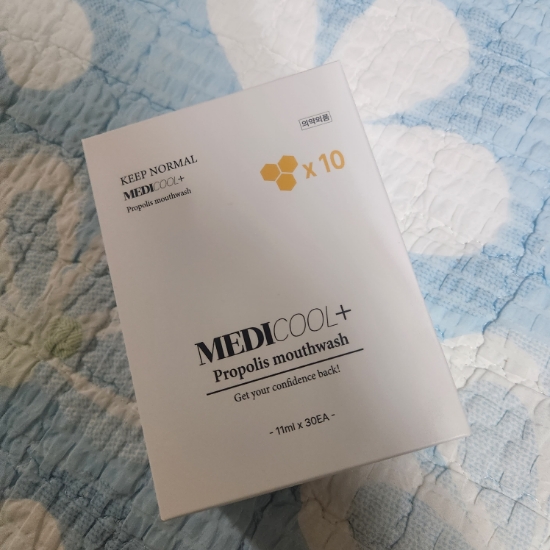 의약외품
KEEP NORMAL
MEDICOOL+
Propolis mouthwash
x 10
MEDICOOL+
Propolis mouthwash
Get your confidence back!
- 11ml x 30EA -